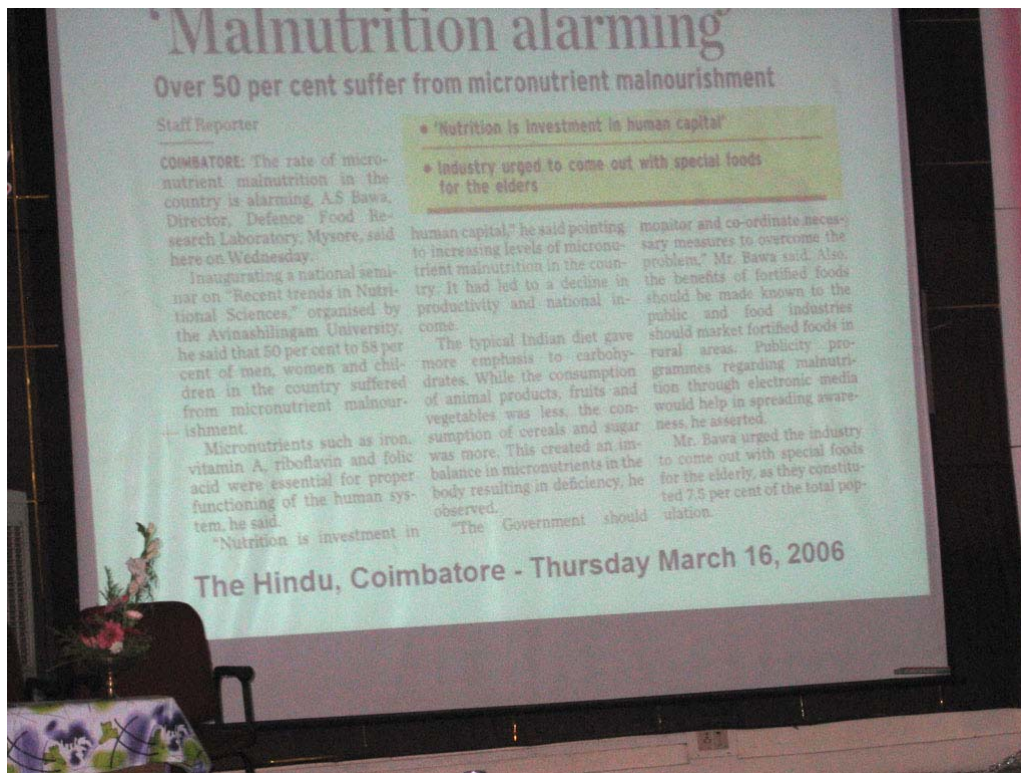 'Malnutrition alarming'
Over 50 per cent suffer from micronutrient malnourishment
Staff Reporter
• 'Nutrition is investment in human capital'
• Industry urged to come out with special foods
for the elders
COIMBATORE: The rate of micro-
nutrient malnutrition in the
country is alarming, A.S Bawa,
Director, Defence Food Re-
search Laboratory, Mysore, said
here on Wednesday.
Inaugurating a national semi-
nar on "Recent trends in Nutri-
tional Sciences," organised by
the Avinashilingam University,
he said that 50 per cent to 68 per
cent of men, women and chil-
dren in the country suffered
from micronutrient malnour-
ishment.
Micronutrients such as iron,
vitamin A, riboflavin and folic
acid were essential for proper
functioning of the human sys-
tem, he said.
"Nutrition is investment in
human capital," he said pointing
to increasing levels of micronu-
trient malnutrition in the coun-
try. It had led to a decline in
productivity and national in-
come.
The typical Indian diet gave
more emphasis to carbohy-
drates. While the consumption
of animal products, fruits and
vegetables was less, the con-
sumption of cereals and sugar
was more. This created an im-
balance in micronutrients in the
body resulting in deficiency, he
observed.
"The Government should
monitor and co-ordinate neces-
sary measures to overcome the
problem," Mr. Bawa said. Also,
the benefits of fortified foods
should be made known to the
public and food industries
should market fortified foods in
rural areas. Publicity pro-
grammes regarding malnutri-
tion through electronic media
would help in spreading aware-
ness, he asserted.
Mr. Bawa urged the industry
to come out with special foods
for the elderly, as they constitu-
ted 7.5 per cent of the total pop-
ulation.
The Hindu, Coimbatore - Thursday March 16, 2006